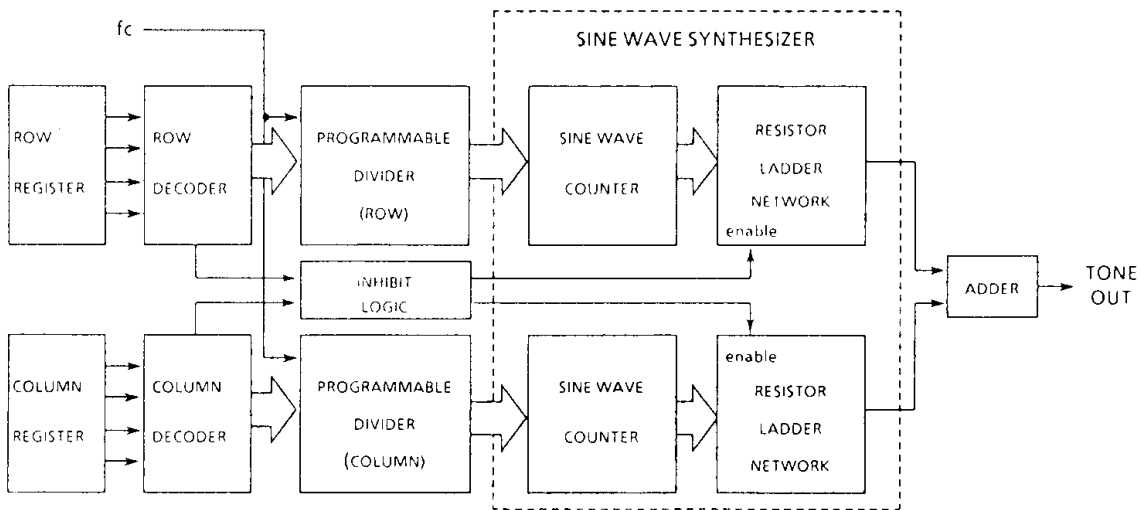 fc
SINE WAVE SYNTHESIZER
ROW
REGISTER
ROW
DECODER
PROGRAMMABLE
DIVIDER
(ROW)
SINE WAVE
COUNTER
RESISTOR
LADDER
NETWORK
enable
INHIBIT
LOGIC
ADDER
TONE
OUT
COLUMN
REGISTER
COLUMN
DECODER
PROGRAMMABLE
DIVIDER
(COLUMN)
SINE WAVE
COUNTER
enable
RESISTOR
LADDER
NETWORK